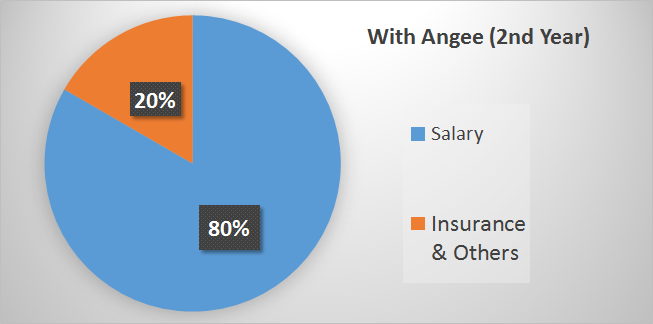 With Angee (2nd Year)
20%
80%
Salary
Insurance
& Others